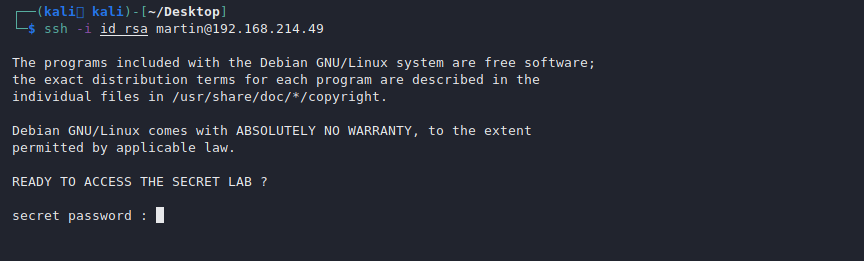 (kali kali)-[~/Desktop]
$ ssh -i id_rsa martin@192.168.214.49
The programs included with the Debian GNU/Linux system are free software;
the exact distribution terms for each program are described in the
individual files in /usr/share/doc/*/copyright.
Debian GNU/Linux comes with ABSOLUTELY NO WARRANTY, to the extent
permitted by applicable law.
READY TO ACCESS THE SECRET LAB ?
secret password :